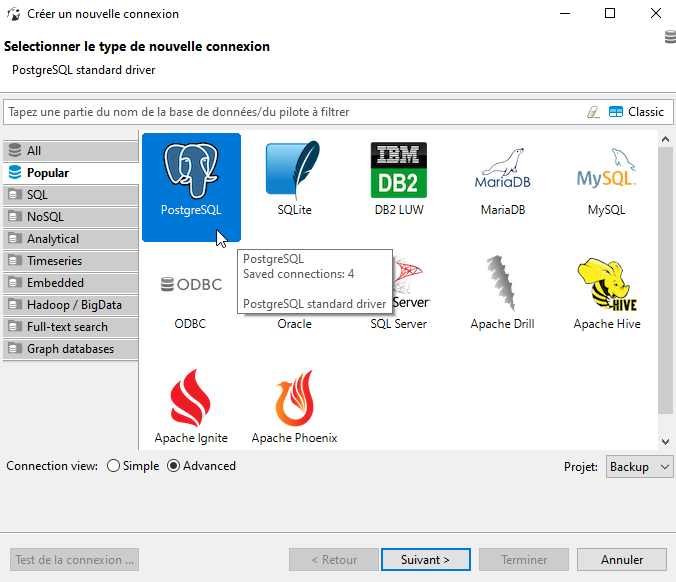 Créer un nouvelle connexion
Selectionner le type de nouvelle connexion
PostgreSQL standard driver
Tapez une partie du nom de la base de données/du pilote à filtrer
Classic
All
Popular
SQL
NoSQL
Analytical
Timeseries
Embedded
Hadoop / BigData
Full-text search
Graph databases
PostgreSQL
SQLite
IBM
DB2
DB2 LUW
MariaDB
MariaDB
MySQL
MySQL
PostgreSQL
Saved connections: 4
PostgreSQL standard driver
ODBC
ODBC
Oracle
Server
SQL Server
Apache Drill
HIVE
Apache Hive
Apache Ignite
Apache Phoenix
Connection view:
Simple
Advanced
Projet:
Backup
Test de la connexion ...
< Retour
Suivant >
Terminer
Annuler